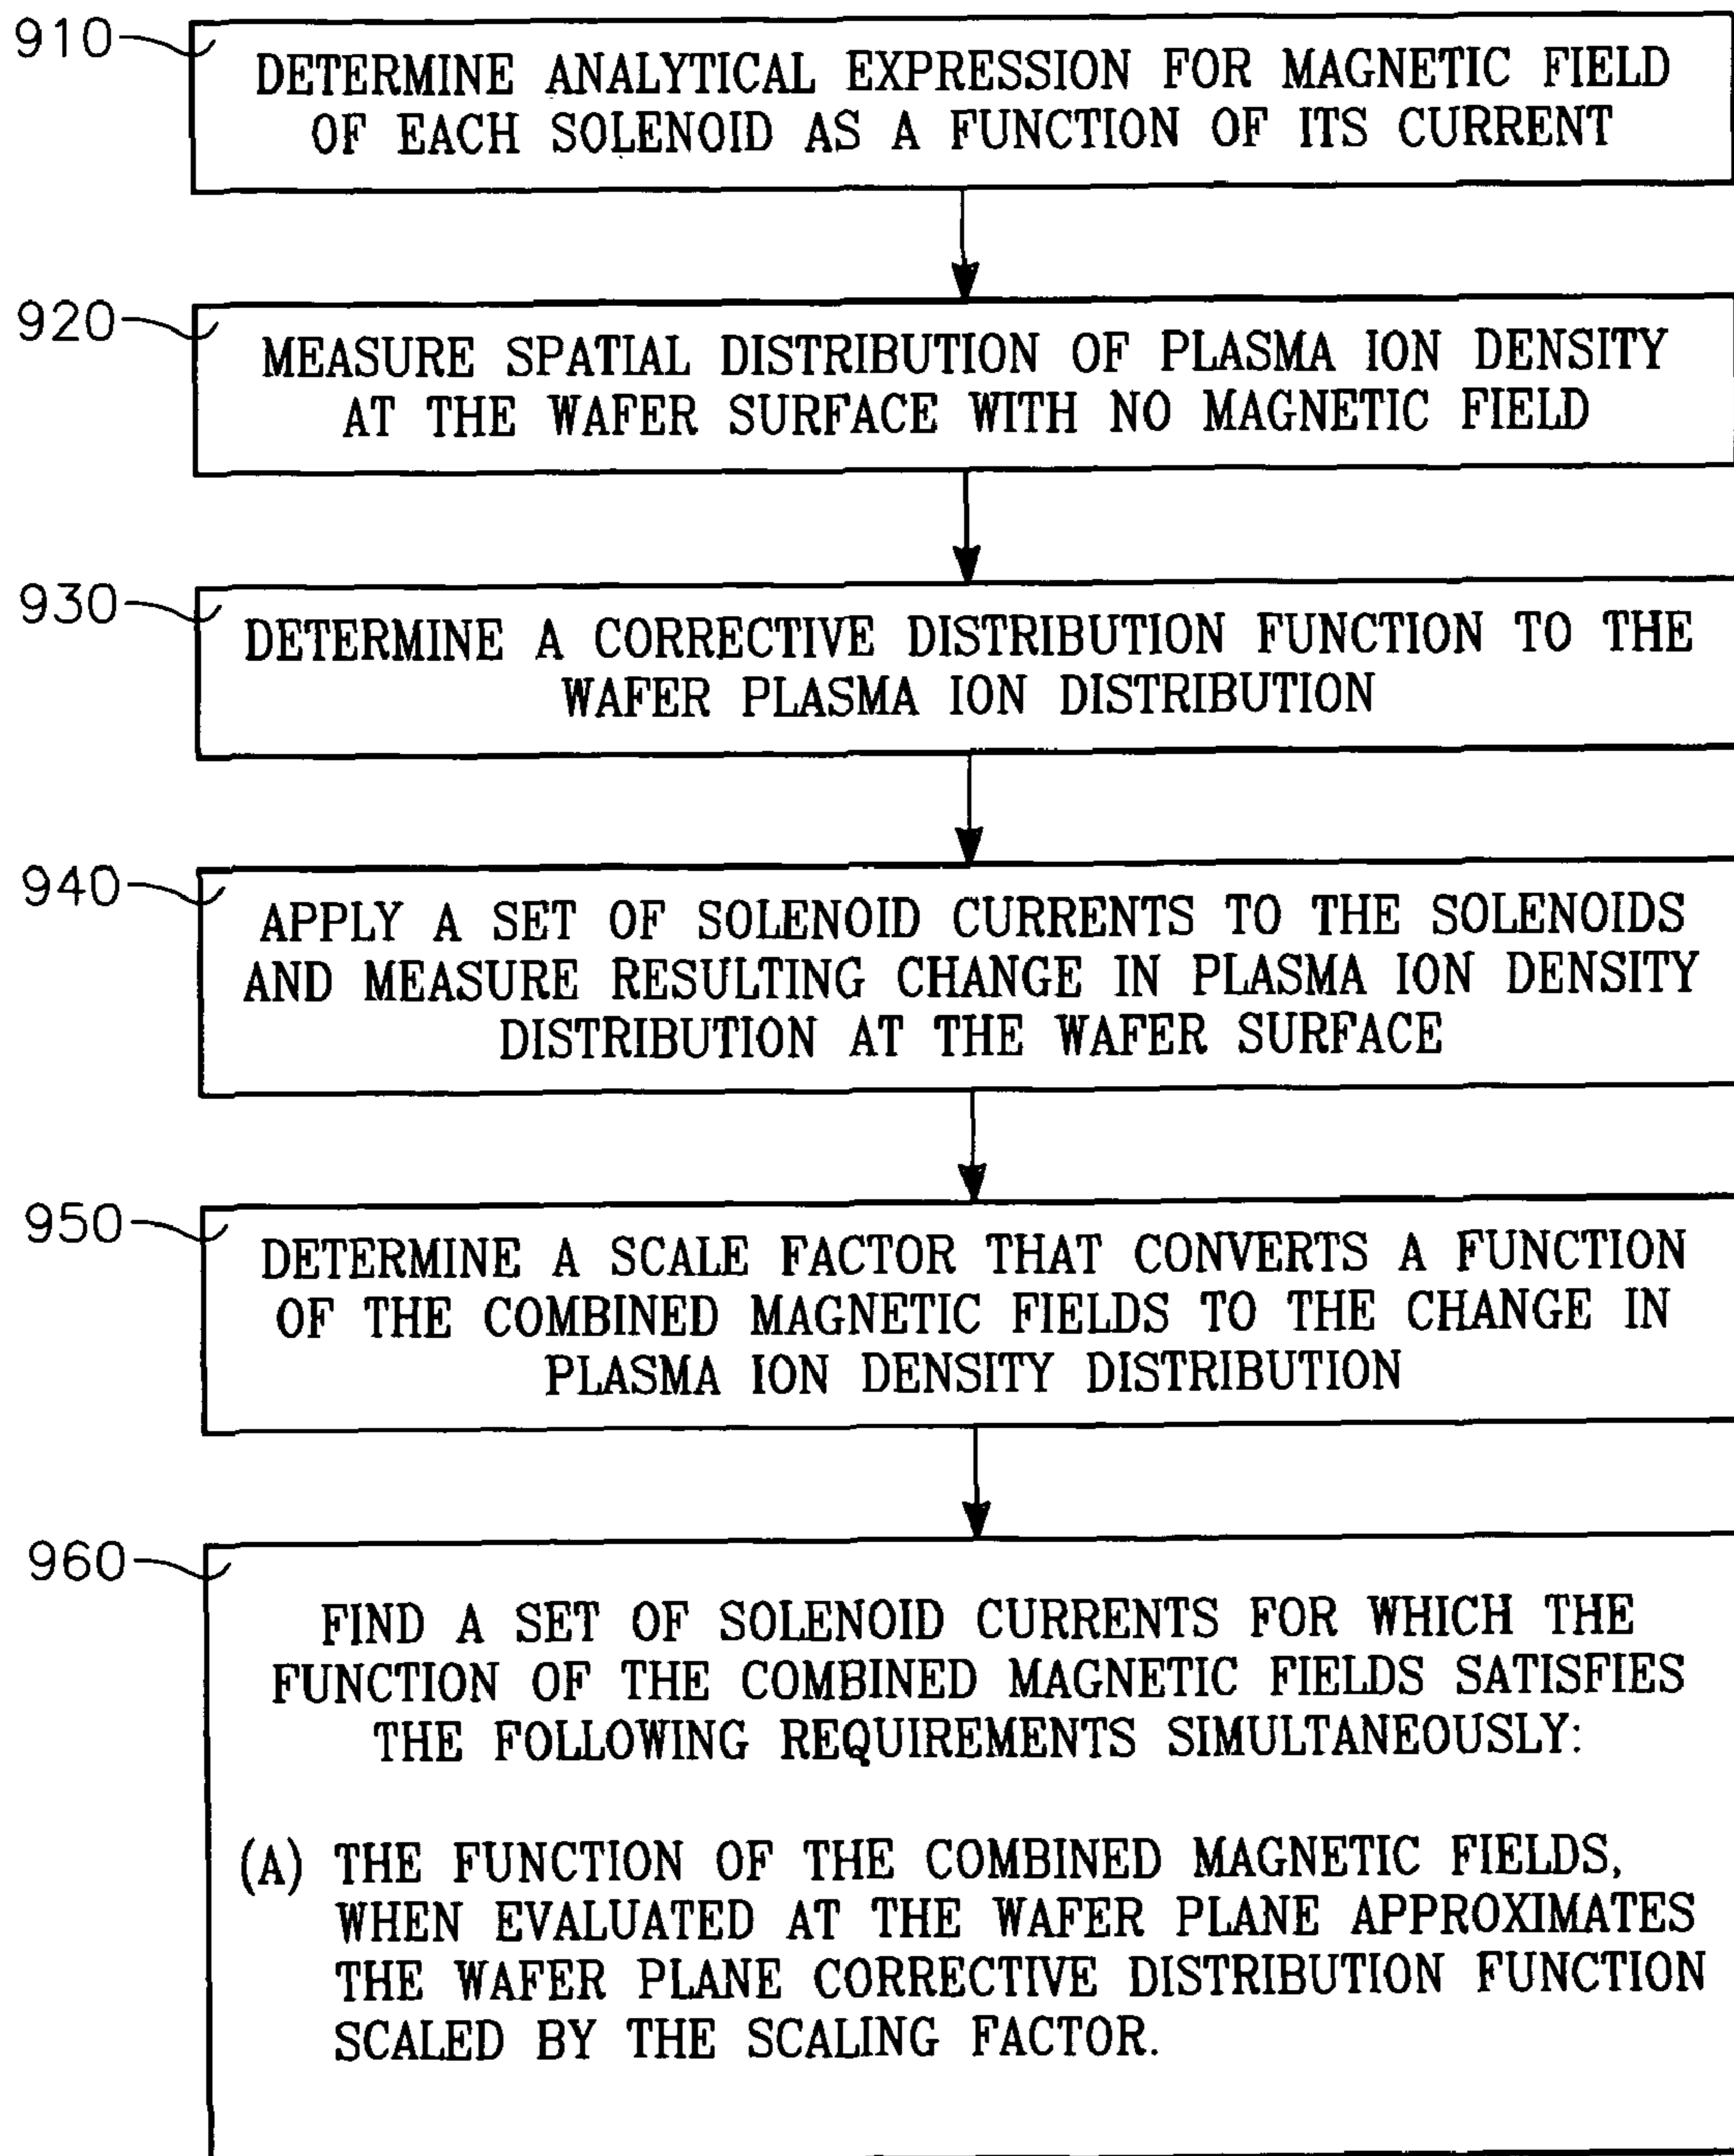 910
DETERMINE ANALYTICAL EXPRESSION FOR MAGNETIC FIELD
OF EACH SOLENOID AS A FUNCTION OF ITS CURRENT
920
MEASURE SPATIAL DISTRIBUTION OF PLASMA ION DENSITY
AT THE WAFER SURFACE WITH NO MAGNETIC FIELD
930
DETERMINE A CORRECTIVE DISTRIBUTION FUNCTION TO THE
WAFER PLASMA ION DISTRIBUTION
940
APPLY A SET OF SOLENOID CURRENTS TO THE SOLENOIDS
AND MEASURE RESULTING CHANGE IN PLASMA ION DENSITY
DISTRIBUTION AT THE WAFER SURFACE
950
DETERMINE A SCALE FACTOR THAT CONVERTS A FUNCTION
OF THE COMBINED MAGNETIC FIELDS TO THE CHANGE IN
PLASMA ION DENSITY DISTRIBUTION
960
FIND A SET OF SOLENOID CURRENTS FOR WHICH THE
FUNCTION OF THE COMBINED MAGNETIC FIELDS SATISFIES
THE FOLLOWING REQUIREMENTS SIMULTANEOUSLY:
(A) THE FUNCTION OF THE COMBINED MAGNETIC FIELDS,
WHEN EVALUATED AT THE WAFER PLANE APPROXIMATES
THE WAFER PLANE CORRECTIVE DISTRIBUTION FUNCTION
SCALED BY THE SCALING FACTOR.